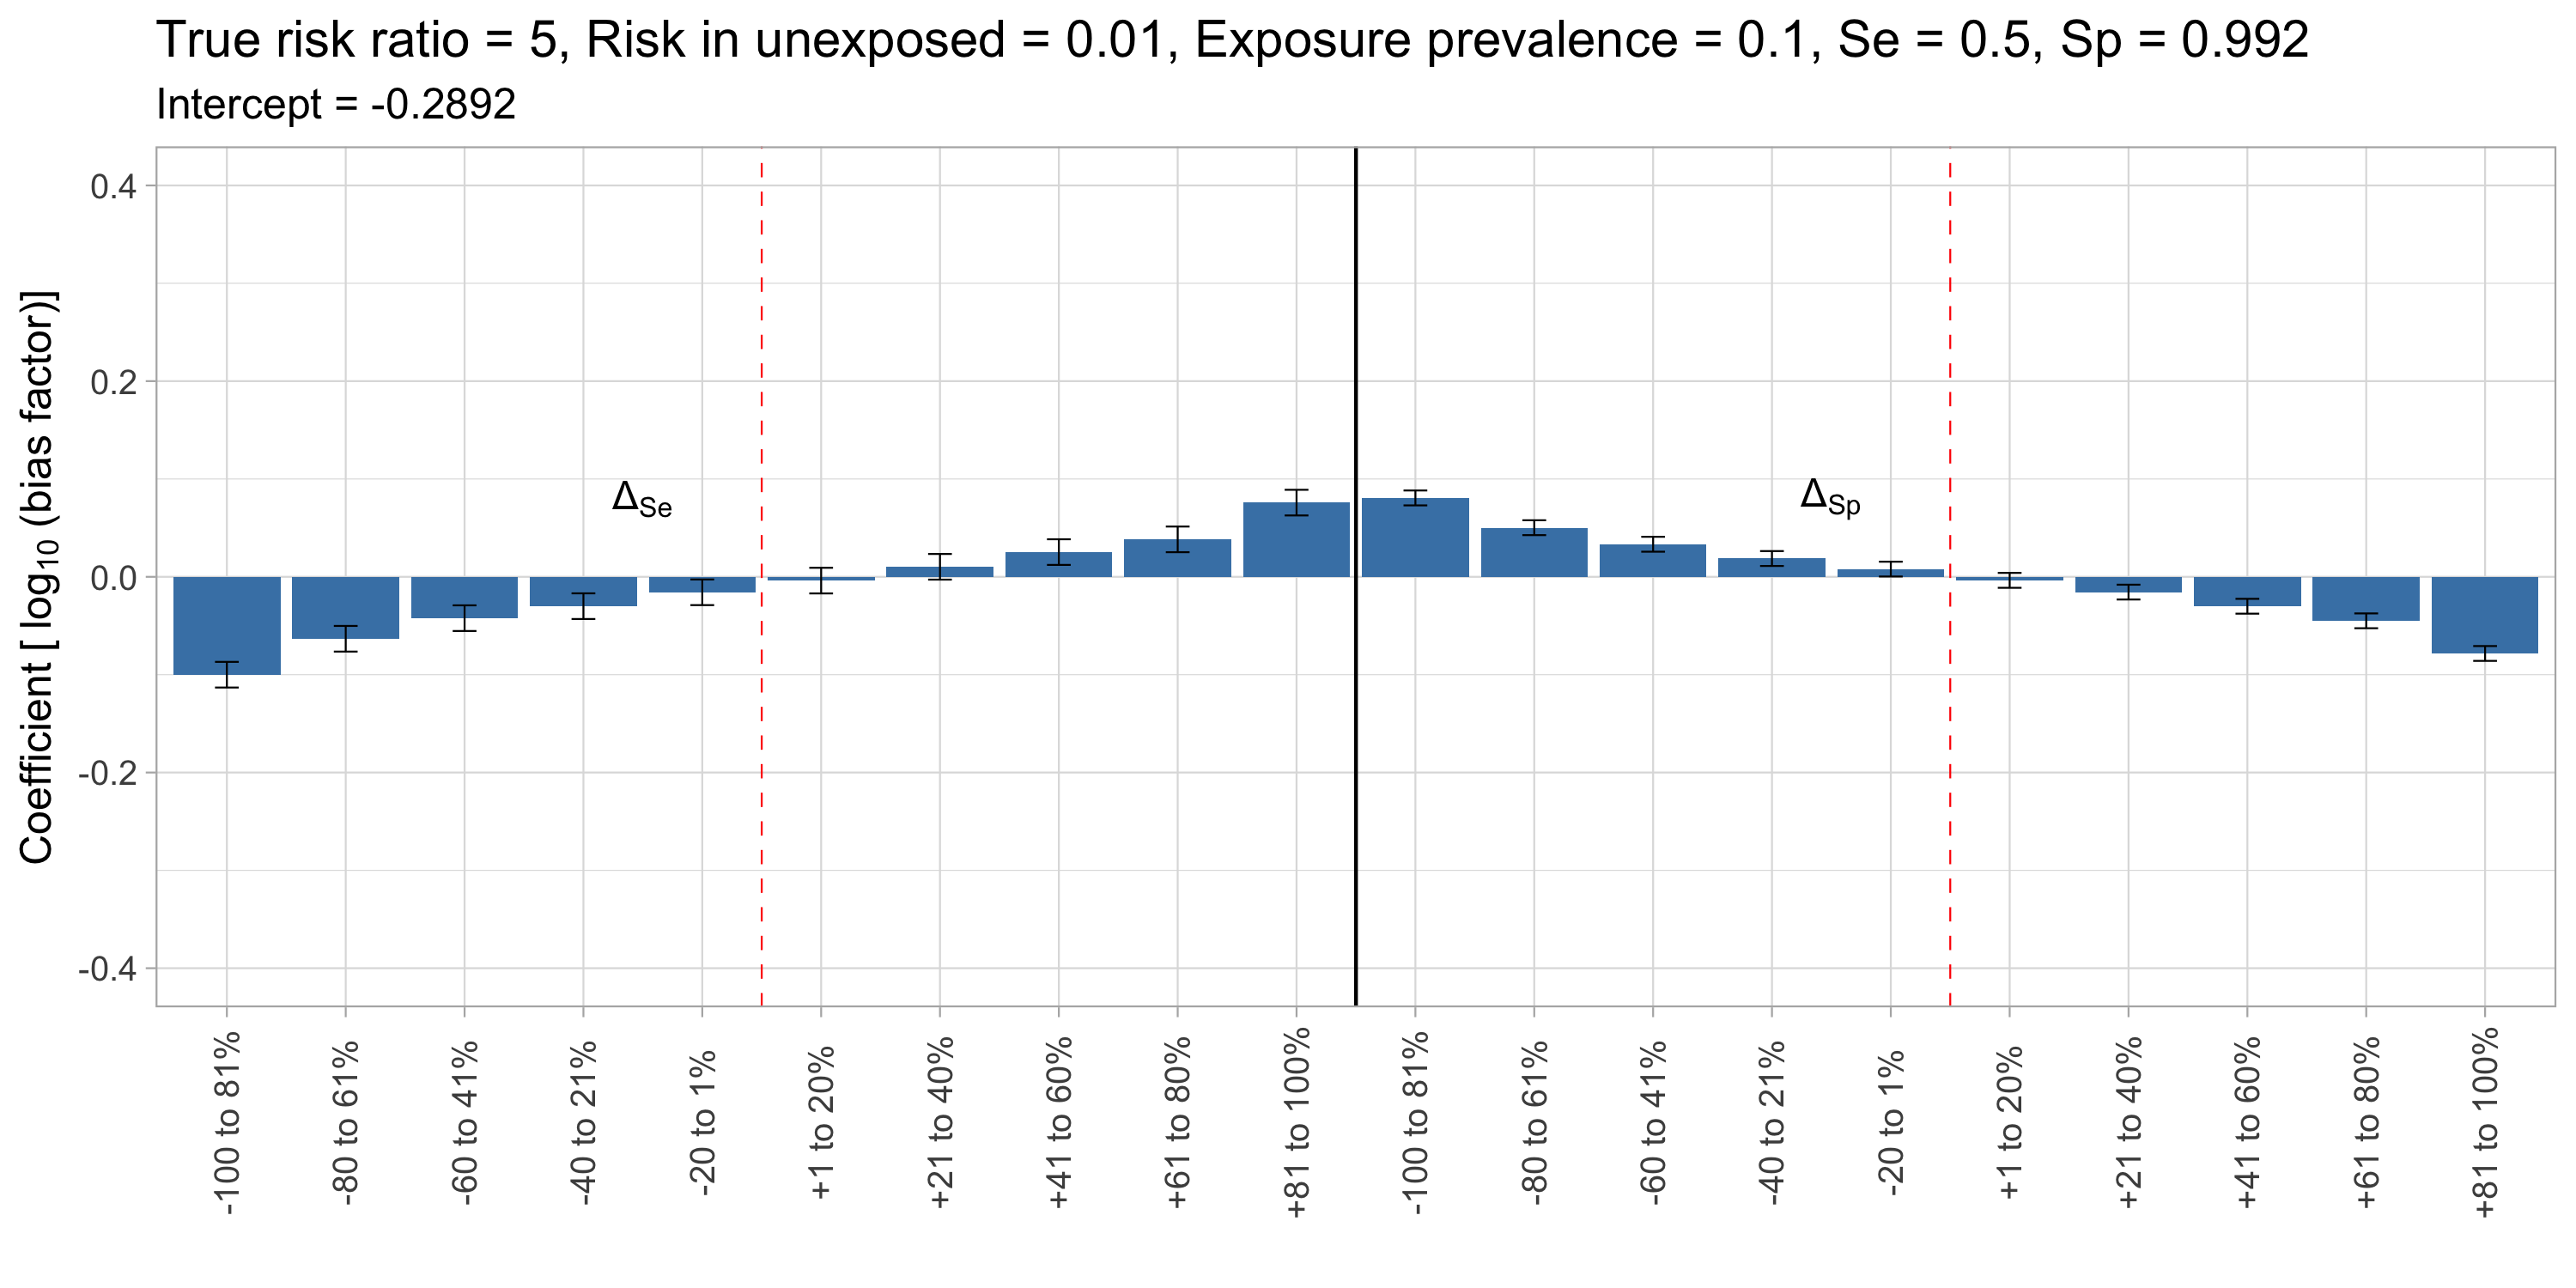 True risk ratio = 5, Risk in unexposed = 0.01, Exposure prevalence = 0.1, Se = 0.5, Sp = 0.992
Intercept = -0.2892
Coefficient [ log₁₀ (bias factor)]
0.4
0.2
0.0
-0.2
-0.4
ΔSe
ΔSp
-100 to 81%
-80 to 61%
-60 to 41%
-40 to 21%
-20 to 1%
+1 to 20%
+21 to 40%
+41 to 60%
+61 to 80%
+81 to 100%
-100 to 81%
-80 to 61%
-60 to 41%
-40 to 21%
-20 to 1%
+1 to 20%
+21 to 40%
+41 to 60%
+61 to 80%
+81 to 100%